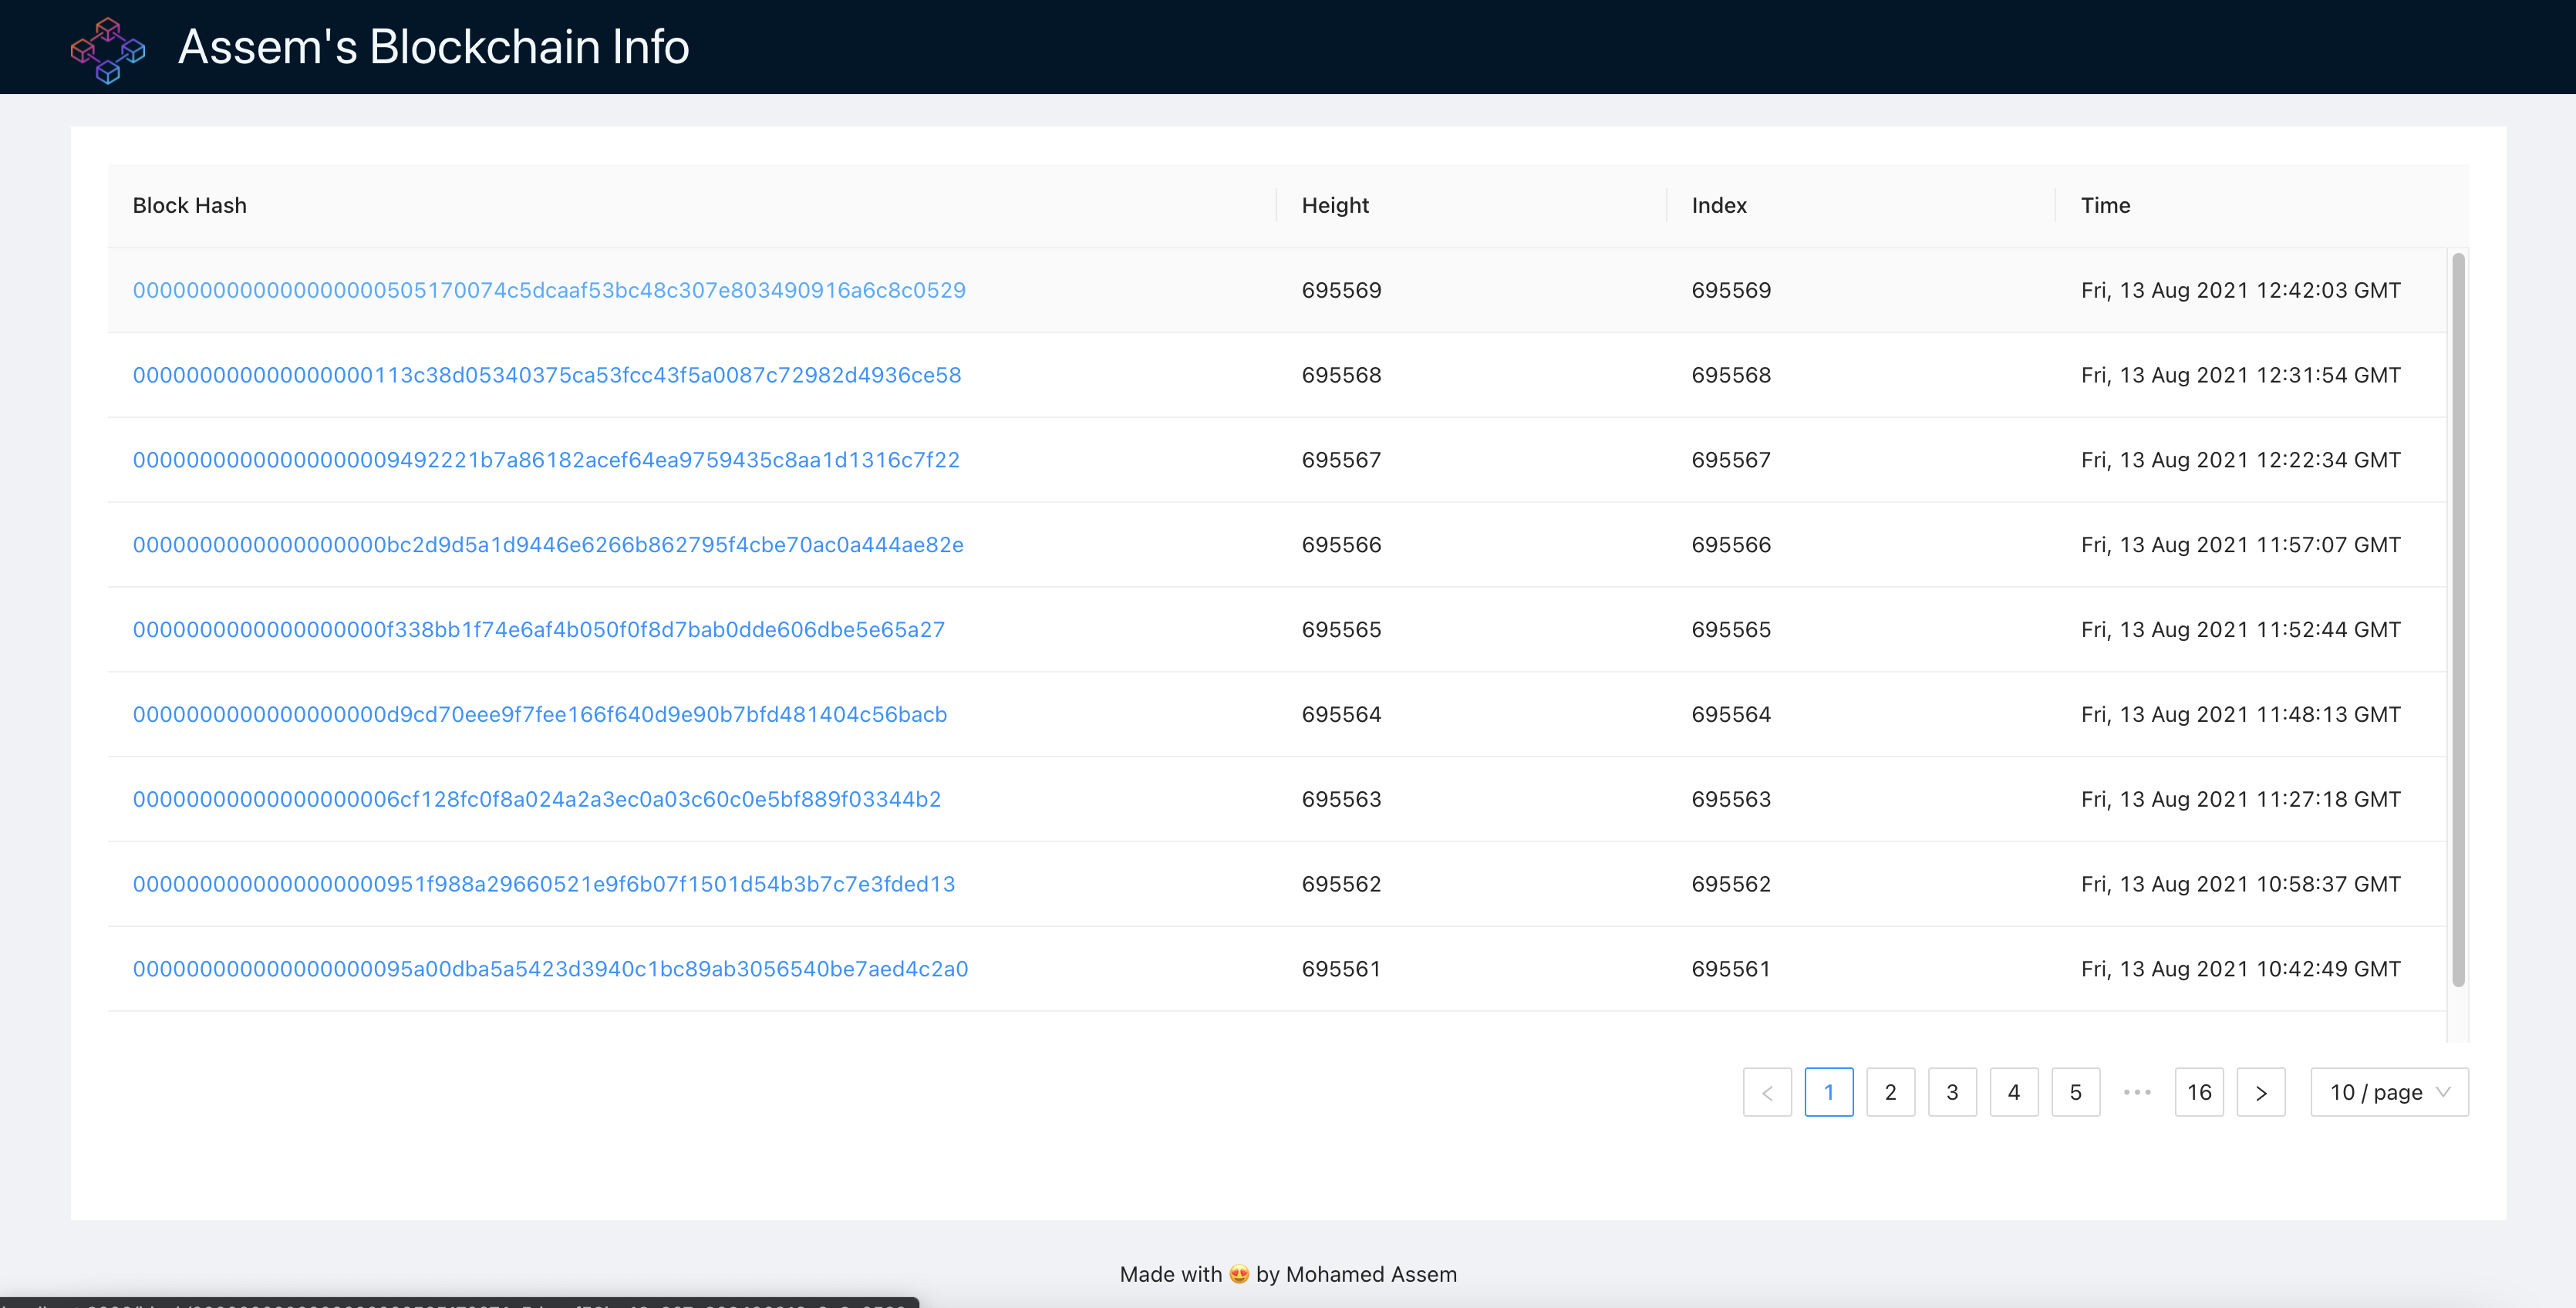 Assem's Blockchain Info
Block Hash Height Index Time
0000000000000000000505170074c5dcaaf53bc48c307e803490916a6c8c0529 695569 695569 Fri, 13 Aug 2021 12:42:03 GMT
000000000000000000113c38d05340375ca53fcc43f5a0087c72982d4936ce58 695568 695568 Fri, 13 Aug 2021 12:31:54 GMT
00000000000000000009492221b7a86182acef64ea9759435c8aa1d1316c7f22 695567 695567 Fri, 13 Aug 2021 12:22:34 GMT
0000000000000000000bc2d9d5a1d9446e6266b862795f4cbe70ac0a444ae82e 695566 695566 Fri, 13 Aug 2021 11:57:07 GMT
0000000000000000000f338bb1f74e6af4b050f0f8d7bab0dde606dbe5e65a27 695565 695565 Fri, 13 Aug 2021 11:52:44 GMT
0000000000000000000d9cd70eee9f7fee166f640d9e90b7bfd481404c56bacb 695564 695564 Fri, 13 Aug 2021 11:48:13 GMT
00000000000000000006cf128fc0f8a024a2a3ec0a03c60c0e5bf889f03344b2 695563 695563 Fri, 13 Aug 2021 11:27:18 GMT
0000000000000000000951f988a29660521e9f6b07f1501d54b3b7c7e3fded13 695562 695562 Fri, 13 Aug 2021 10:58:37 GMT
000000000000000000095a00dba5a5423d3940c1bc89ab3056540be7aed4c2a0 695561 695561 Fri, 13 Aug 2021 10:42:49 GMT
< 1 2 3 4 5 ••• 16 > 10 / page
Made with 😍 by Mohamed Assem